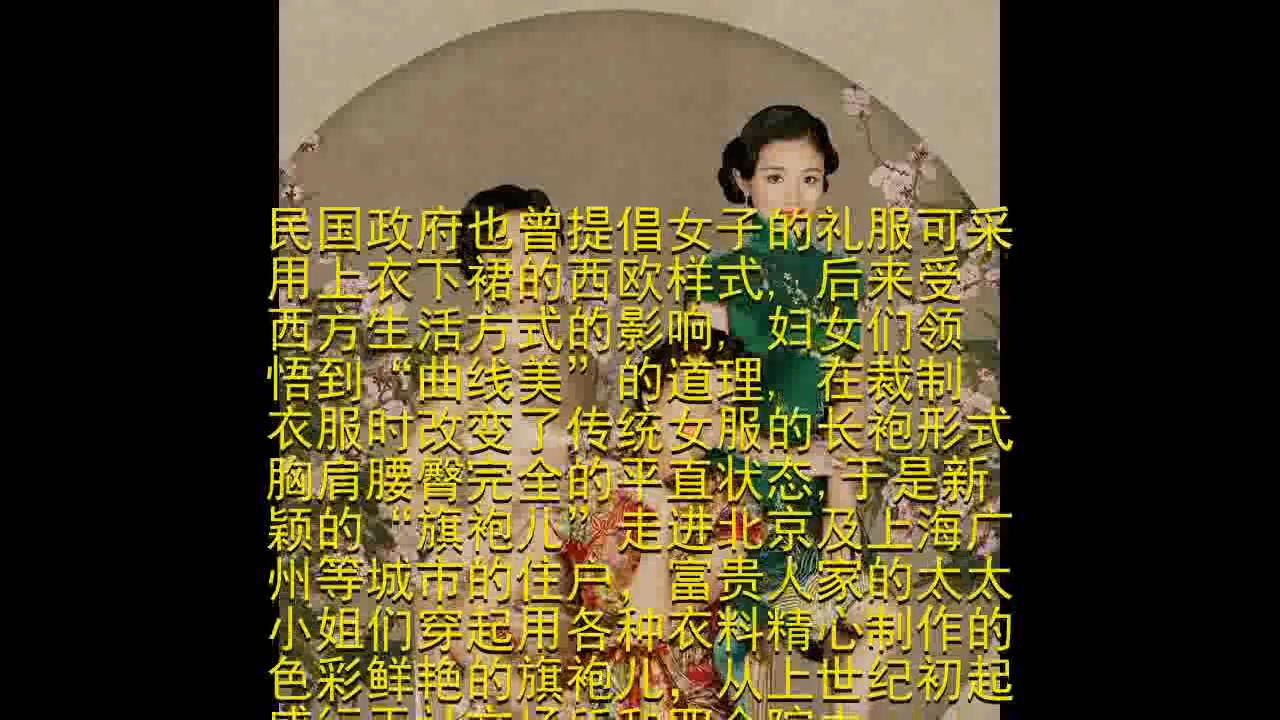 民国政府也曾提倡女子的礼服可采
用上衣下裙的西欧样式, 后来受
西方生活方式的影响, 妇女们领
悟到“曲线美”的道理, 在裁制
衣服时改变了传统女服的长袍形式
胸肩腰臀完全的平直状态,于是新
颖的“旗袍儿”走进北京及上海广
州等城市的住户, 富贵人家的太太
小姐们穿起用各种衣料精心制作的
色彩鲜艳的旗袍儿, 从上世纪初起